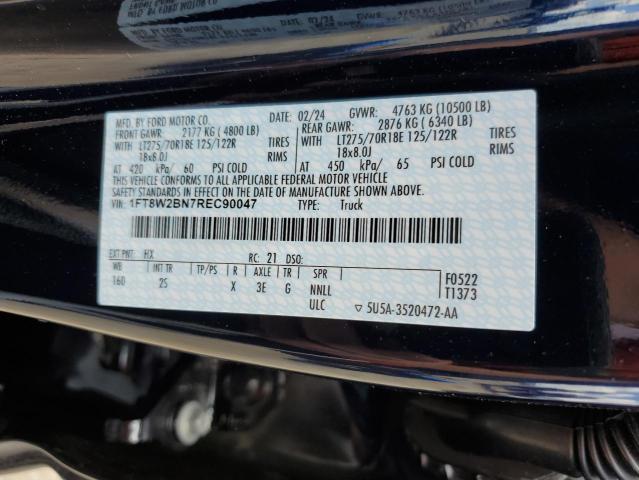 MFD. BY FORD MOTOR CO.
DATE: 02/24 GVWR: 4763 KG (10500 LB)
FRONT GAWR: 2177 KG ( 4800 LB) REAR GAWR: 2876 KG ( 6340 LB)
LT275/70R18E 125/122R TIRES LT275/70R18E 125/122R TIRES
18x8.0J RIMS 18x8.0J RIMS
AT 420 kPa/ 60 PSI COLD AT 450 kPa/ 65 PSI COLD
THIS VEHICLE CONFORMS TO ALL APPLICABLE FEDERAL MOTOR VEHICLE
SAFETY STANDARDS IN EFFECT ON THE DATE OF MANUFACTURE SHOWN ABOVE.
VIN: 1FT8W2BN7REC90047 TYPE: Truck
EXT PNT: HX RC: 21 DSO:
WB INT TR TP/PS R AXLE TR SPR
160 2S X 3E G NNLL
ULC
F0522
T1373
5U5A-3520472-AA